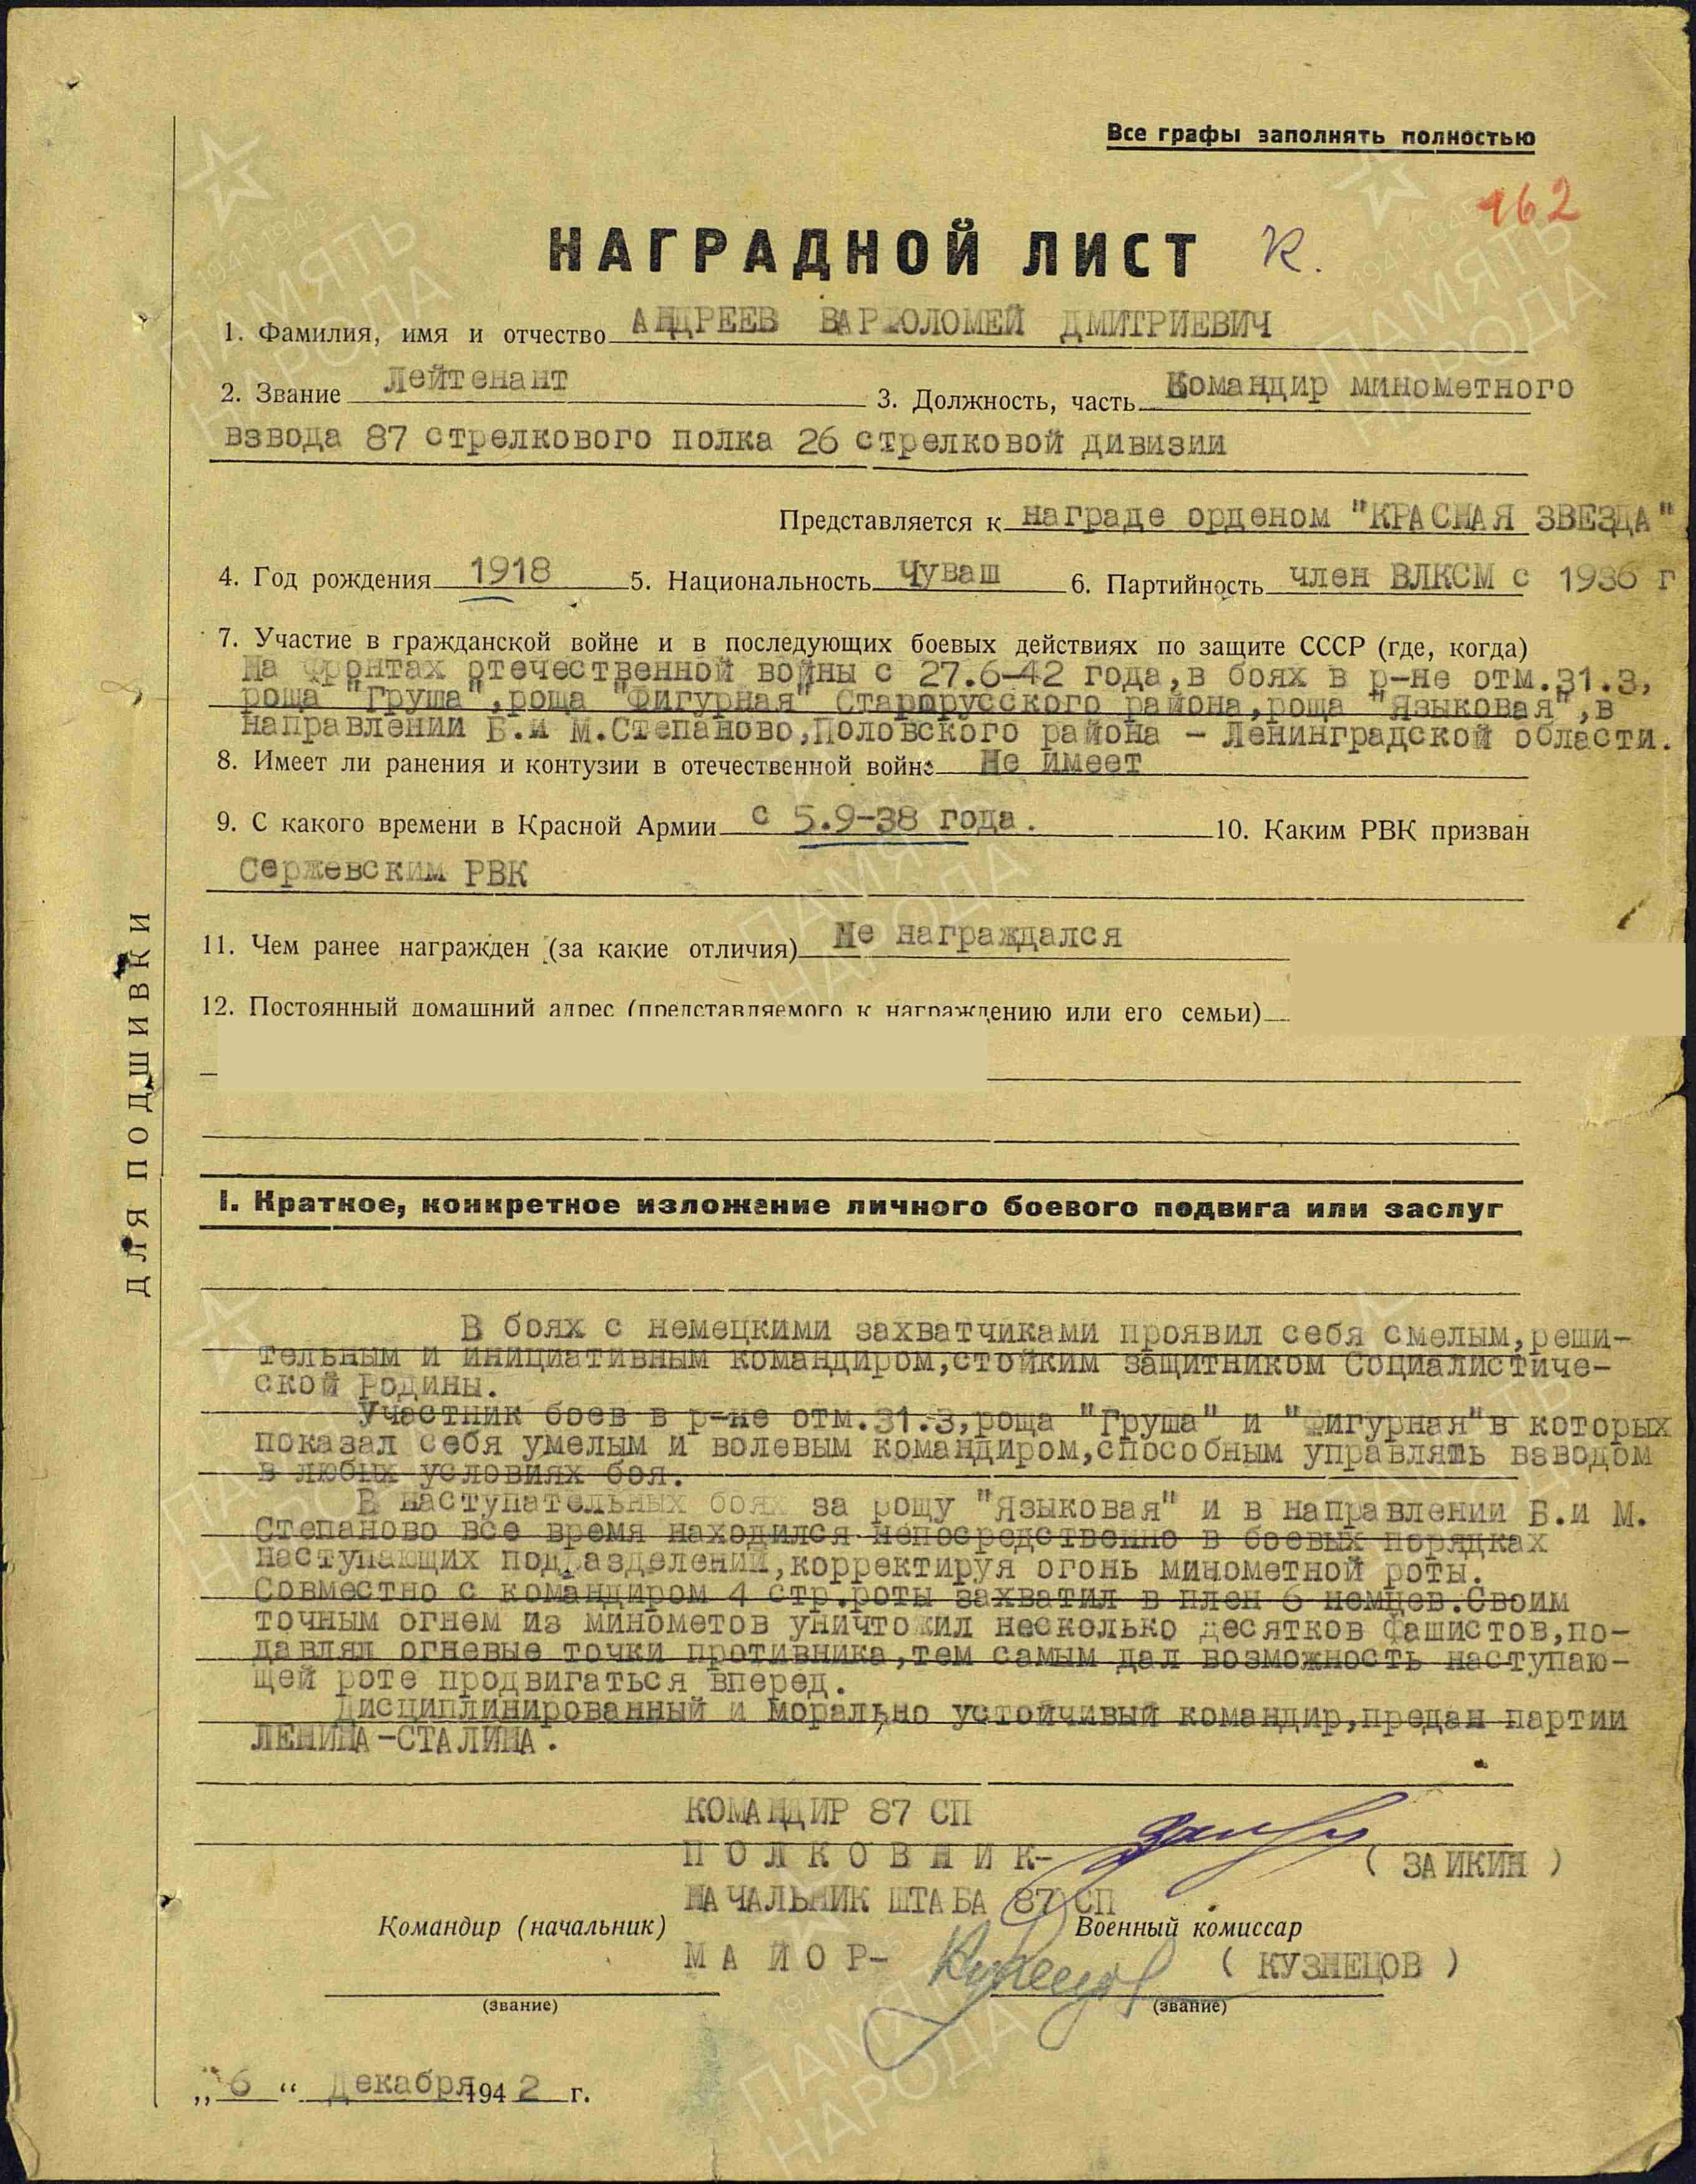 Все графы заполнять полностью
162
НАГРАДНОЙ ЛИСТ К.
1. Фамилия, имя и отчество АНДРЕЕВ ВАРФОЛОМЕЙ ДМИТРИЕВИЧ
2. Звание Лейтенант 3. Должность, часть Командир минометного
взвода 87 стрелкового полка 26 стрелковой дивизии
Представляется к награде орденом "КРАСНАЯ ЗВЕЗДА"
4. Год рождения 1918 5. Национальность Чуваш 6. Партийность член ВЛКСМ с 1936 г
7. Участие в гражданской войне и в последующих боевых действиях по защите СССР (где, когда)
На фронтах отечественной войны с 27.6-42 года, в боях в р-не отм.31.3,
роща "Груша", роща "Фигурная" Старорусского района, роща "Языковая", в
направлении Б.и М.Степаново, Половского района - Ленинградской области.
8. Имеет ли ранения и контузии в отечественной войне Не имеет
9. С какого времени в Красной Армии с 5.9-38 года. 10. Каким РВК призван
Сержевским РВК
11. Чем ранее награжден (за какие отличия) Не награждался
12. Постоянный домашний адрес (представляемого к награждению или его семьи)
ДЛЯ ПОДШИВКИ
I. Краткое, конкретное изложение личного боевого подвига или заслуг
В боях с немецкими захватчиками проявил себя смелым, реши-
тельным и инициативным командиром, стойким защитником Социалистиче-
ской Родины.
Участник боев в р-не отм.31.3, роща "Груша" и "Фигурная" в которых
показал себя умелым и волевым командиром, способным управлять взводом
в любых условиях боя.
В наступательных боях за рощу "Языковая" и в направлении Б.и М.
Степаново все время находился непосредственно в боевых порядках
наступающих подразделений, корректируя огонь минометной роты.
Совместно с командиром 4 стр.роты захватил в плен 6 немцев. Своим
точным огнем из минометов уничтожил несколько десятков фашистов, по-
давлял огневые точки противника, тем самым дал возможность наступаю-
щей роте продвигаться вперед.
Дисциплинированный и морально устойчивый командир, предан партии
ЛЕНИНА-СТАЛИНА.
КОМАНДИР 87 СП
ПОЛКОВНИК- (ЗАИКИН)
НАЧАЛЬНИК ШТАБА 87 СП
Командир (начальник) Военный комиссар
МАЙОР- Кузнецов (КУЗНЕЦОВ)
(звание) (звание)
„6“ Декабря 1942 г.
ПАМЯТЬ НАРОДА
1941-1945